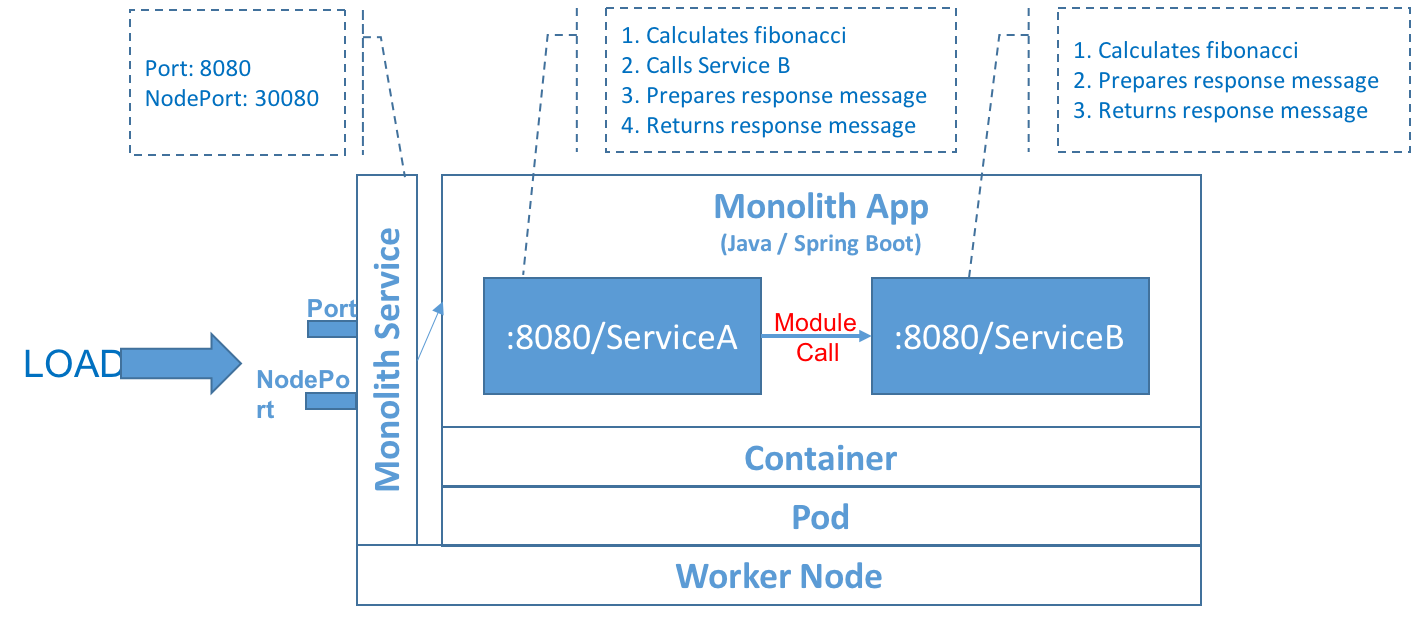 Port: 8080
NodePort: 30080
1. Calculates fibonacci
2. Calls Service B
3. Prepares response message
4. Returns response message
1. Calculates fibonacci
2. Prepares response message
3. Returns response message
Monolith App
(Java / Spring Boot)
Monolith Service
Port
LOAD
NodePo
rt
:8080/ServiceA
Module
Call
:8080/ServiceB
Container
Pod
Worker Node